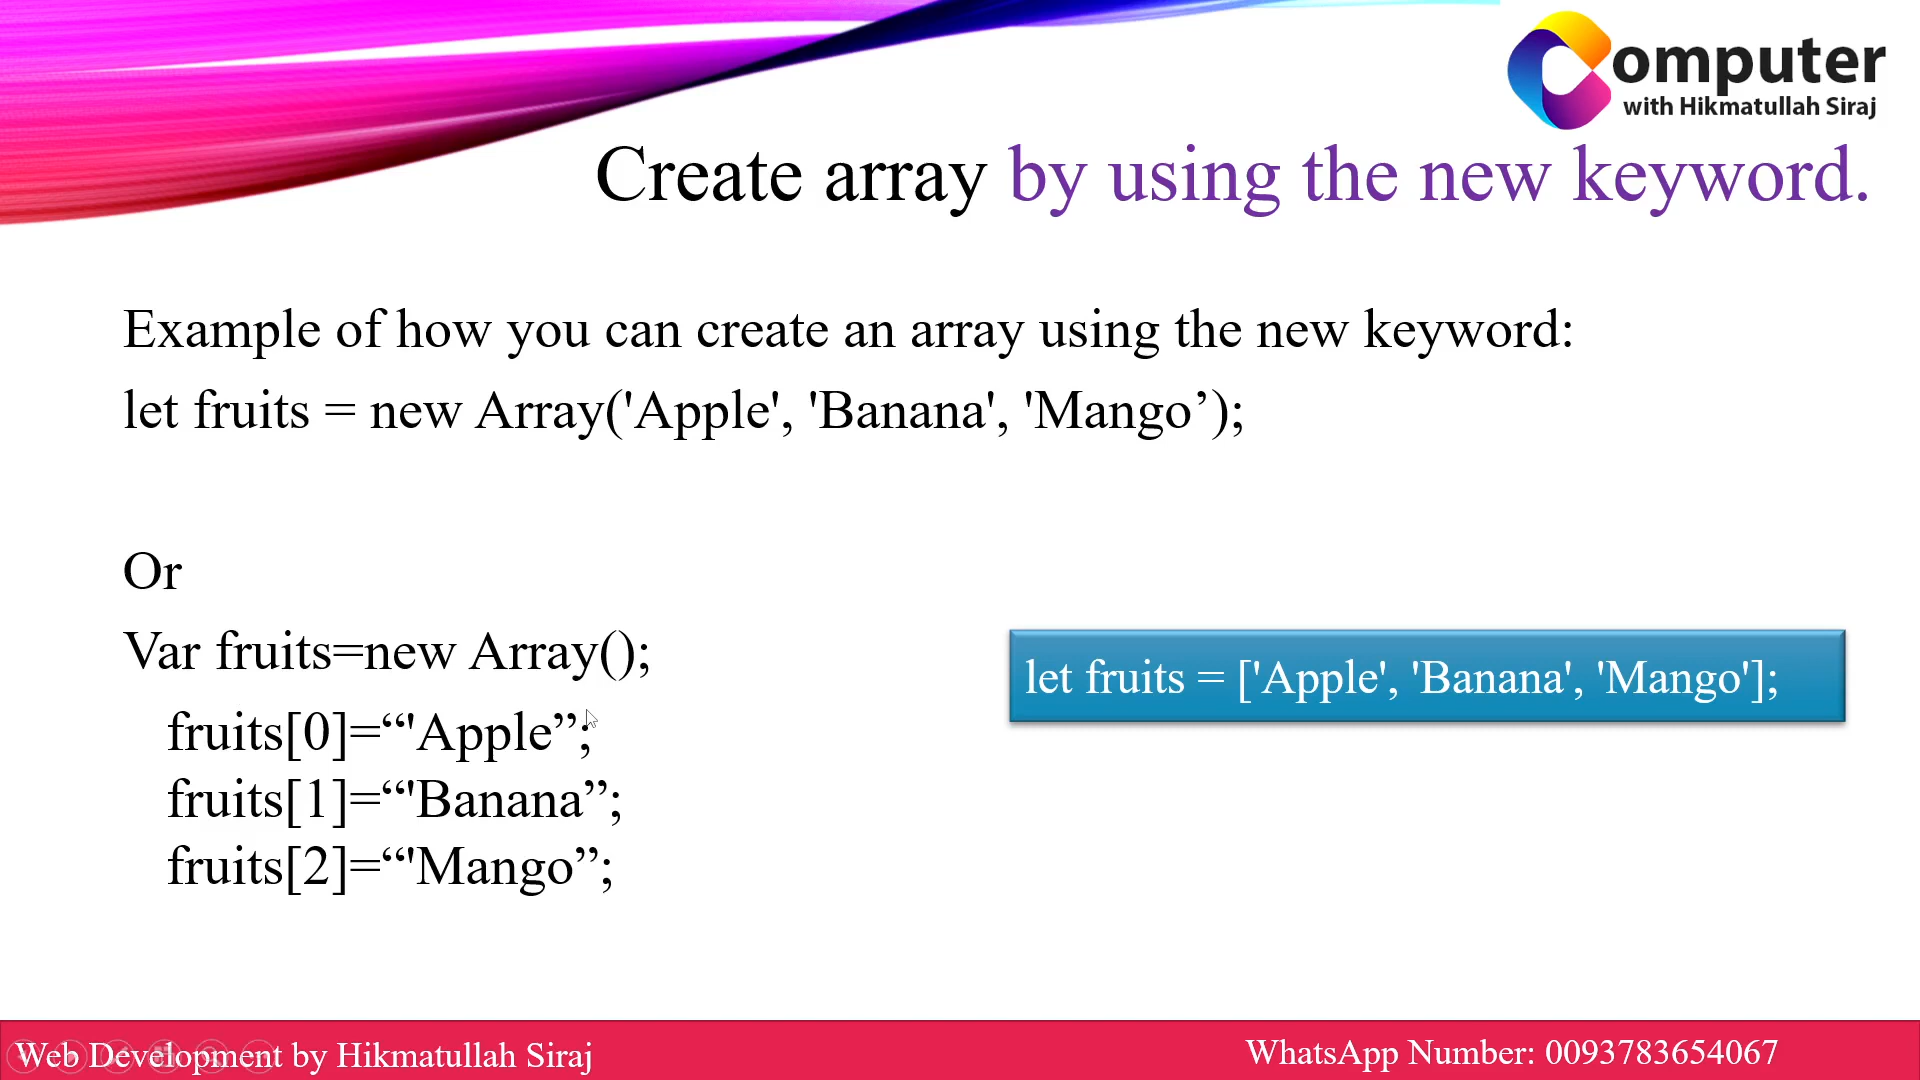 Computer
with Hikmatullah Siraj
Create array by using the new keyword.
Example of how you can create an array using the new keyword:
let fruits = new Array('Apple', 'Banana', 'Mango’);
Or
Var fruits=new Array();
let fruits = ['Apple', 'Banana', 'Mango'];
fruits[0]=“'Apple”;
fruits[1]=“'Banana”;
fruits[2]=“'Mango”;
Web Development by Hikmatullah Siraj
WhatsApp Number: 0093783654067